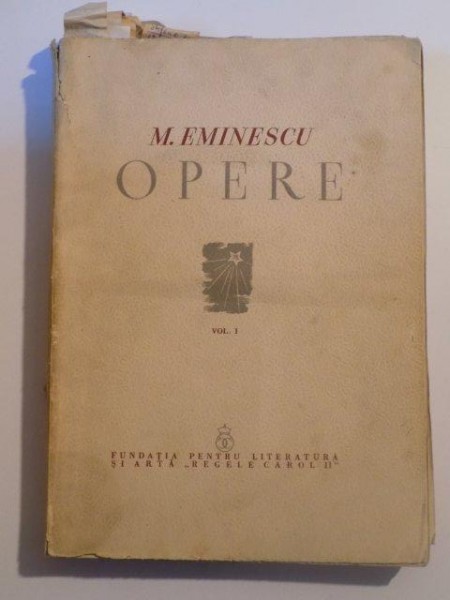 M. EMINESCU
OPERE
VOL. I
FUNDAȚIA PENTRU LITERATURĂ
ȘI ARTĂ „REGELE CAROL II”